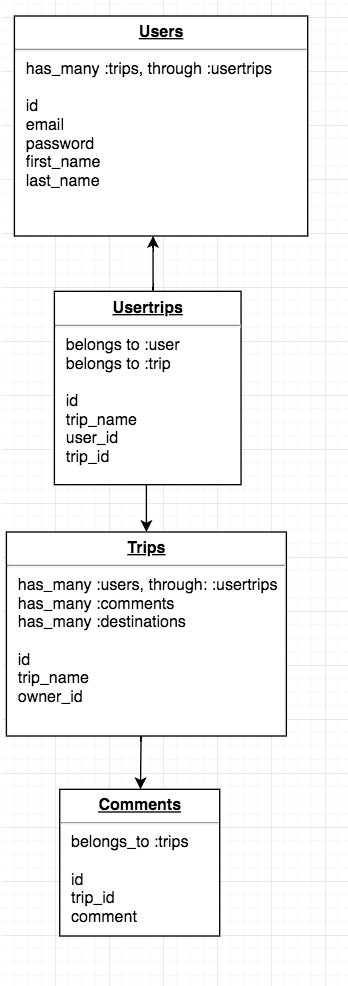 Users
has_many :trips, through :usertrips
id
email
password
first_name
last_name
Usertrips
belongs to :user
belongs to :trip
id
trip_name
user_id
trip_id
Trips
has_many :users, through: :usertrips
has_many :comments
has_many :destinations
id
trip_name
owner_id
Comments
belongs_to :trips
id
trip_id
comment